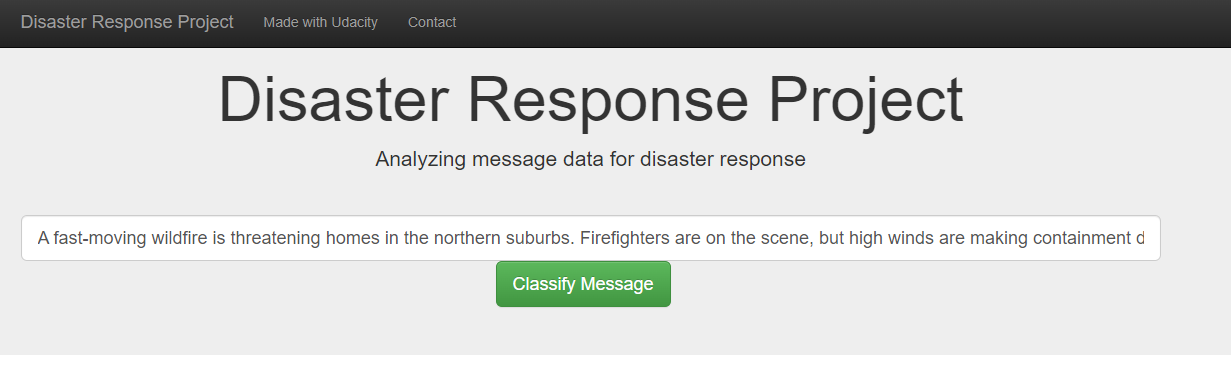 Disaster Response Project Made with Udacity Contact
Disaster Response Project
Analyzing message data for disaster response
A fast-moving wildfire is threatening homes in the northern suburbs. Firefighters are on the scene, but high winds are making containment d
Classify Message